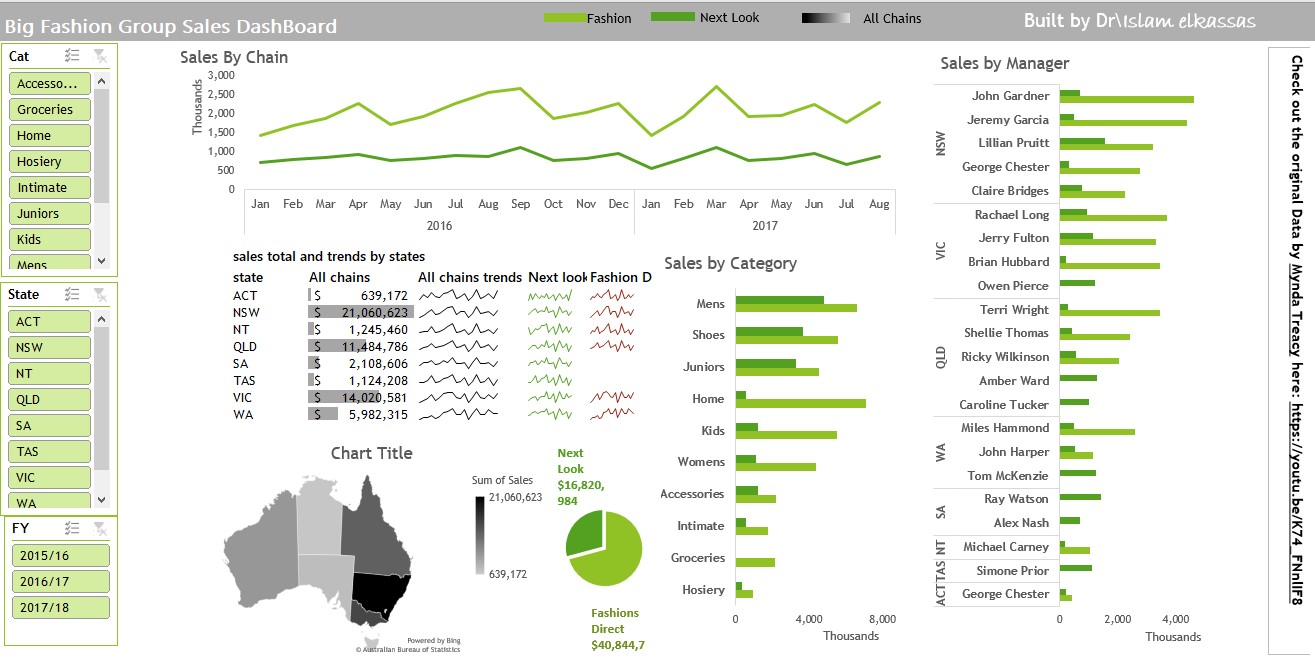 Big Fashion Group Sales DashBoard
Fashion
Next Look
All Chains
Built by Dr\Islam elkassas
Cat
Accesso...
Groceries
Home
Hosiery
Intimate
Juniors
Kids
Mens
State
ACT
NSW
NT
QLD
SA
TAS
VIC
WA
FY
2015/16
2016/17
2017/18
Sales By Chain
Thousands
3,000
2,500
2,000
1,500
1,000
500
0
Jan Feb Mar Apr May Jun Jul Aug Sep Oct Nov Dec Jan Feb Mar Apr May Jun Jul Aug
2016 2017
sales total and trends by states
state All chains All chains trends Next look Fashion D
ACT $ 639,172
NSW $ 21,060,623
NT $ 1,245,460
QLD $ 11,484,786
SA $ 2,108,606
TAS $ 1,124,208
VIC $ 14,020,581
WA $ 5,982,315
Chart Title
Sum of Sales
21,060,623
639,172
Powered by Bing
© Australian Bureau of Statistics
Next
Look
$16,820,
984
Fashions
Direct
$40,844,7
Sales by Category
Mens
Shoes
Juniors
Home
Kids
Womens
Accessories
Intimate
Groceries
Hosiery
0 4,000 8,000
Thousands
Sales by Manager
NSW
John Gardner
Jeremy Garcia
Lillian Pruitt
George Chester
Claire Bridges
VIC
Rachael Long
Jerry Fulton
Brian Hubbard
Owen Pierce
QLD
Terri Wright
Shellie Thomas
Ricky Wilkinson
Amber Ward
Caroline Tucker
WA
Miles Hammond
John Harper
Tom McKenzie
SA
Ray Watson
Alex Nash
NT
Michael Carney
TAS
Simone Prior
ACT
George Chester
0 2,000 4,000
Thousands
Check out the original Data by Mynda Treacy here: https://youtu.be/K74_FNnlIF8